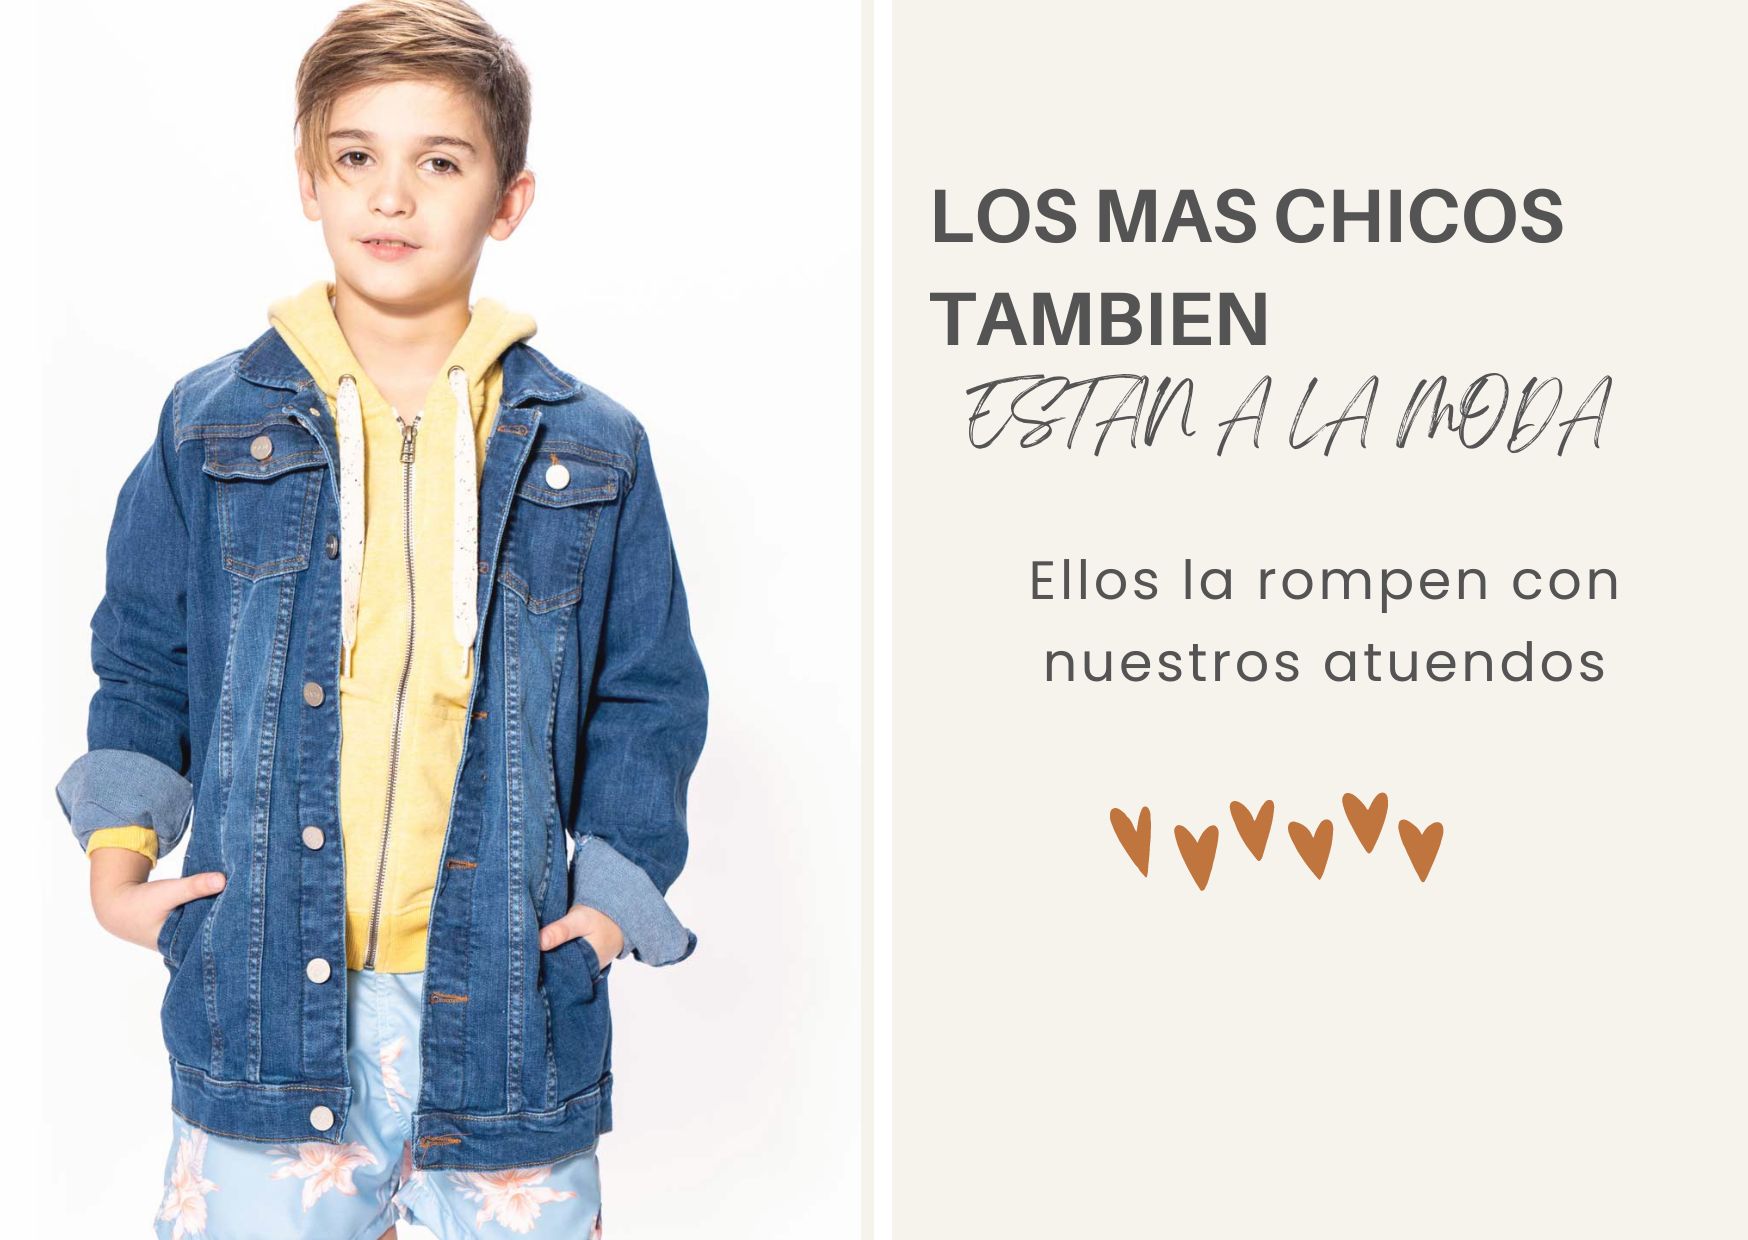 LOS MAS CHICOS
TAMBIEN
ESTAN A LA MODA
Ellos la rompen con
nuestros atuendos